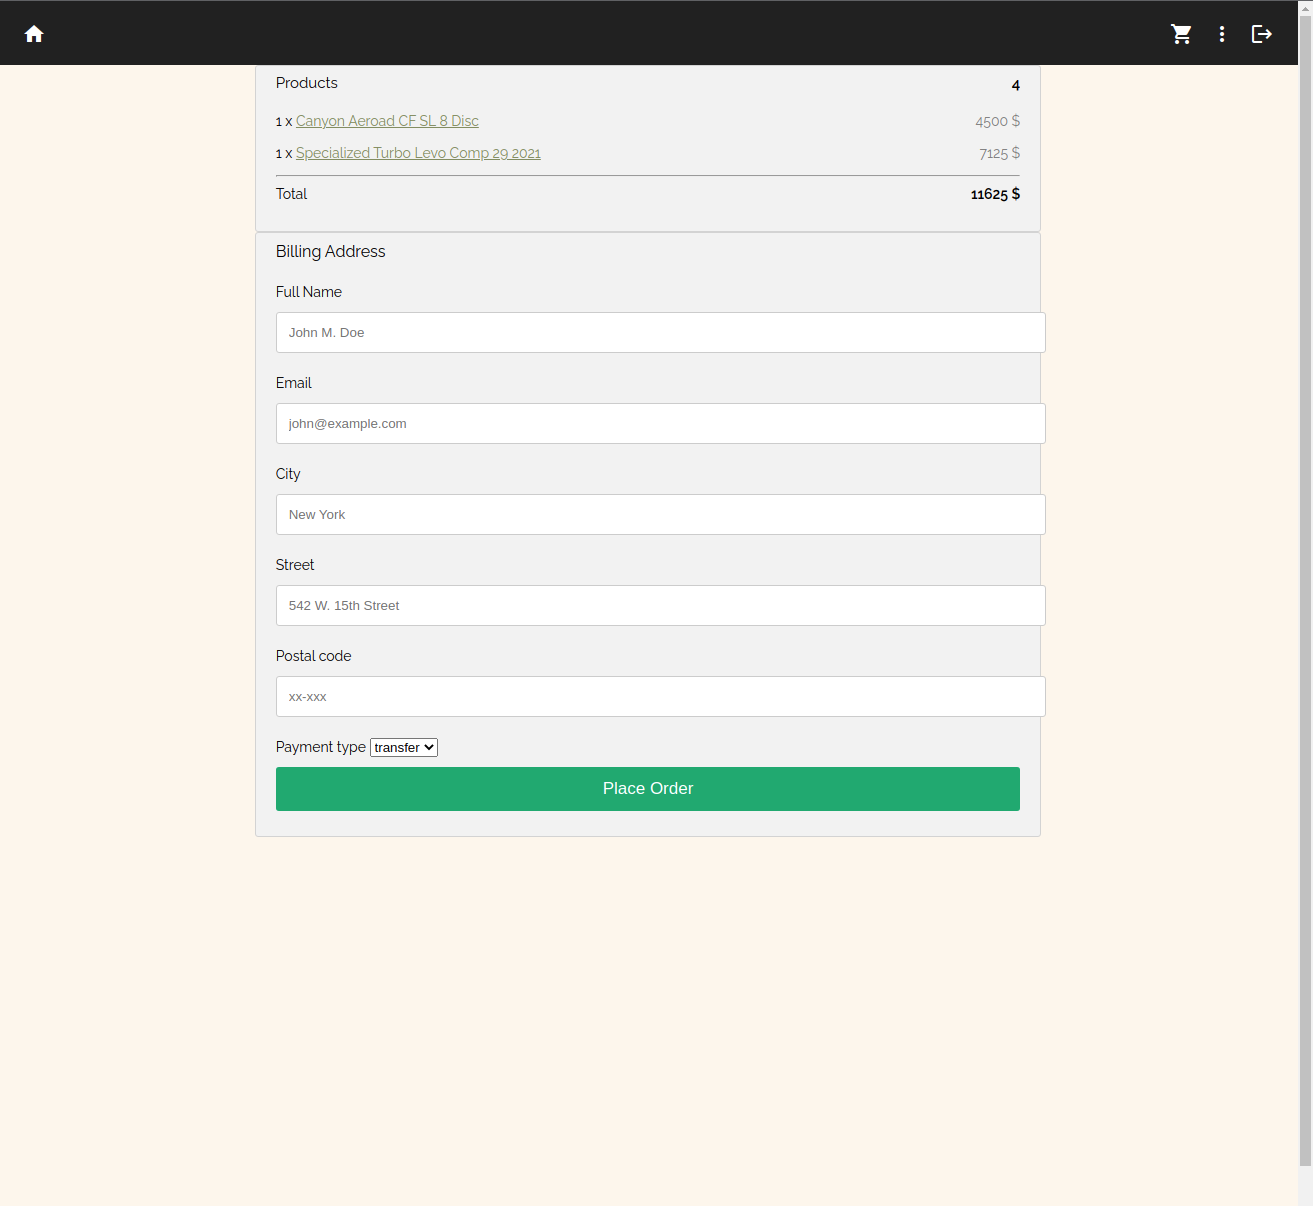 Products 4
1 x Canyon Aeroad CF SL 8 Disc 4500 $
1 x Specialized Turbo Levo Comp 29 2021 7125 $
Total 11625 $
Billing Address
Full Name
John M. Doe
Email
john@example.com
City
New York
Street
542 W. 15th Street
Postal code
xx-xxx
Payment type transfer
Place Order